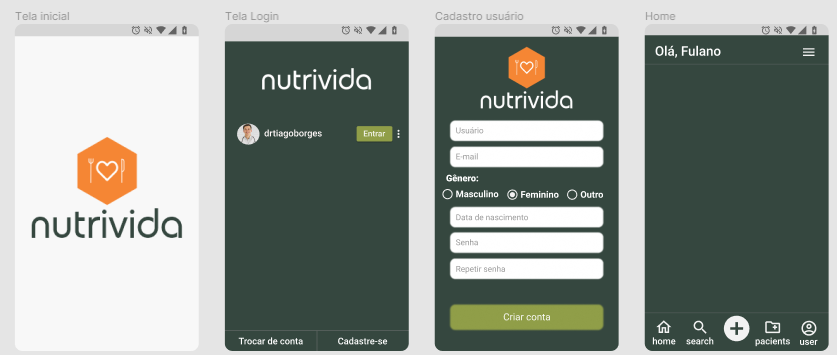 Tela inicial
nutrivida
Tela Login
nutrivida
drtiagoborges
Entrar
Trocar de conta
Cadastre-se
Cadastro usuário
nutrivida
Usuário
E-mail
Gênero:
Masculino Feminino Outro
Data de nascimento
Senha
Repetir senha
Criar conta
Home
Olá, Fulano
home search pacients user